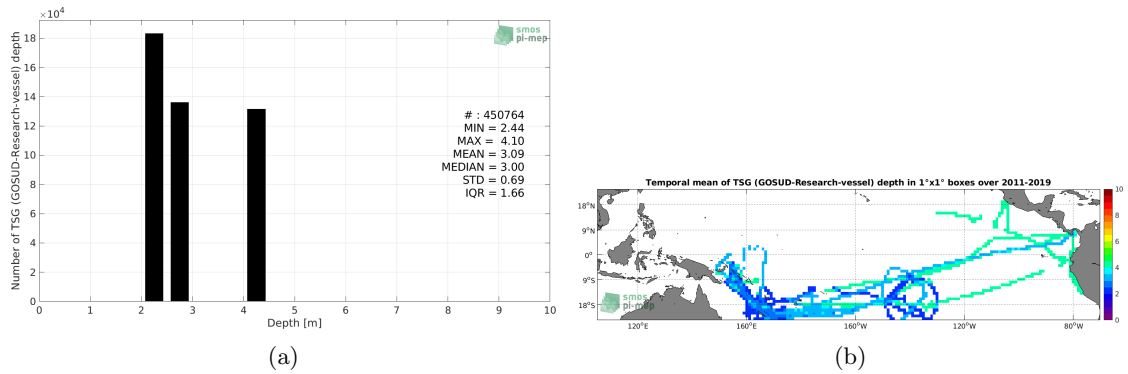 ×10⁴
18
16
14
12
10
8
6
4
2
0
Number of TSG (GOSUD-Research-vessel) depth
smos
pi-mep
# : 450764
MIN = 2.44
MAX = 4.10
MEAN = 3.09
MEDIAN = 3.00
STD = 0.69
IQR = 1.66
0 1 2 3 4 5 6 7 8 9 10
Depth [m]
(a)
Temporal mean of TSG (GOSUD-Research-vessel) depth in 1°x1° boxes over 2011-2019
18°N
9°N
0°
9°S
18°S
smos
pi-mep
120°E 160°E 160°W 120°W 80°W
10
8
6
4
2
0
(b)